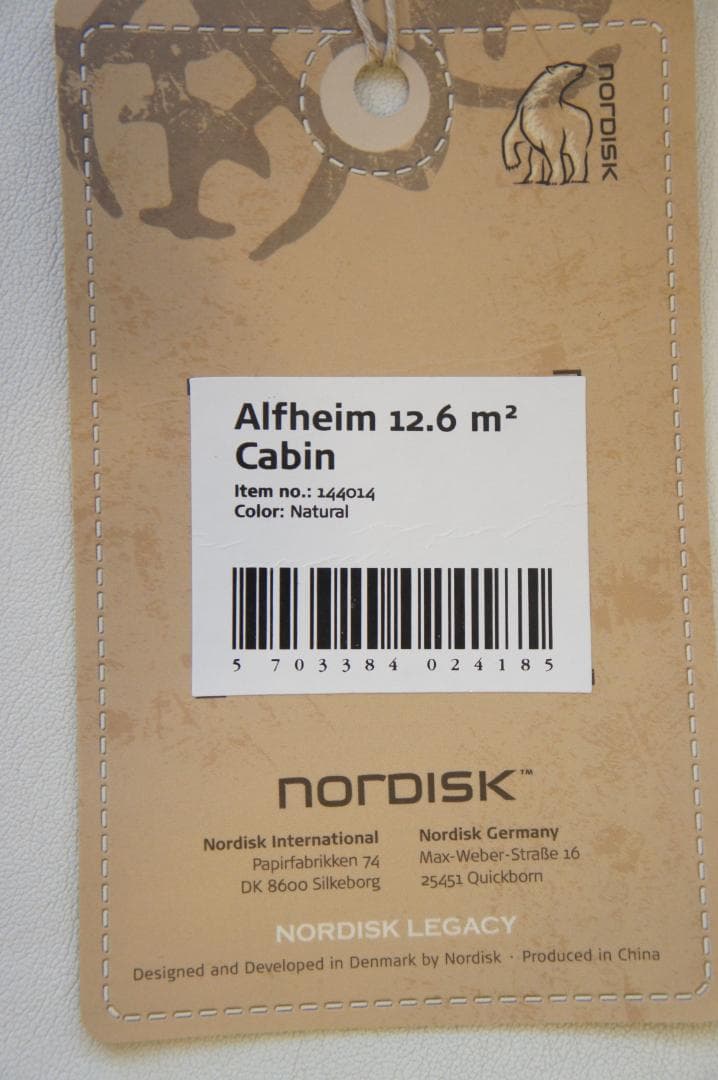 NORDISK
Alfheim 12.6 m²
Cabin
Item no.: 144014
Color: Natural
5 703384 024185
NORDISK™
Nordisk International
Papirfabrikken 74
DK 8600 Silkeborg
Nordisk Germany
Max-Weber-Straße 16
25451 Quickborn
NORDISK LEGACY
Designed and Developed in Denmark by Nordisk · Produced in China